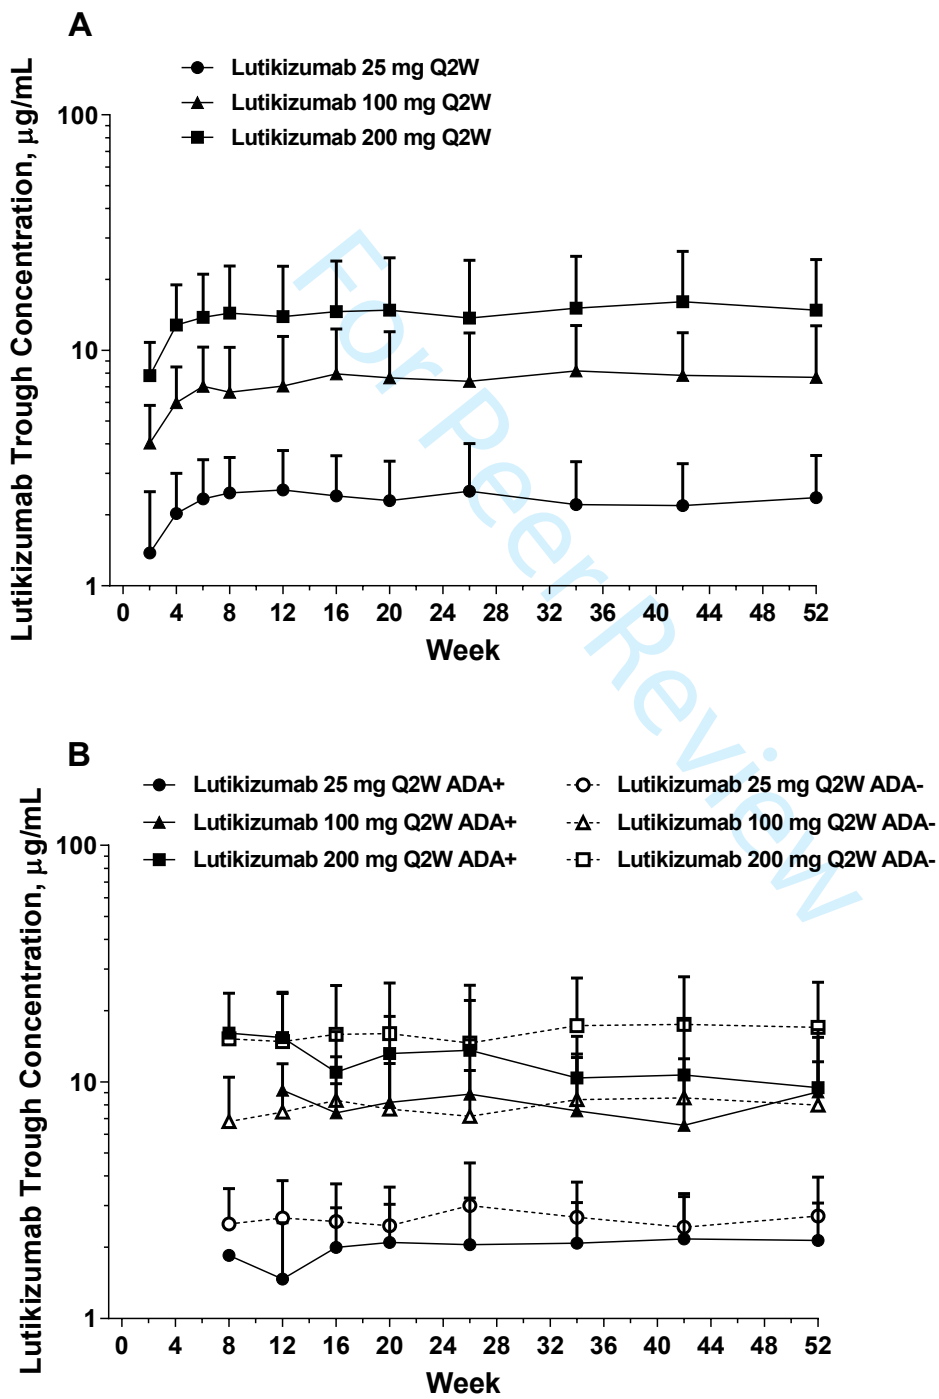 A
Lutikizumab 25 mg Q2W
Lutikizumab 100 mg Q2W
Lutikizumab 200 mg Q2W
Lutikizumab Trough Concentration, μg/mL
100
10
1
0 4 8 12 16 20 24 28 32 36 40 44 48 52
Week
For Peer Review
B
Lutikizumab 25 mg Q2W ADA+ Lutikizumab 25 mg Q2W ADA-
Lutikizumab 100 mg Q2W ADA+ Lutikizumab 100 mg Q2W ADA-
Lutikizumab 200 mg Q2W ADA+ Lutikizumab 200 mg Q2W ADA-
Lutikizumab Trough Concentration, μg/mL
100
10
1
0 4 8 12 16 20 24 28 32 36 40 44 48 52
Week